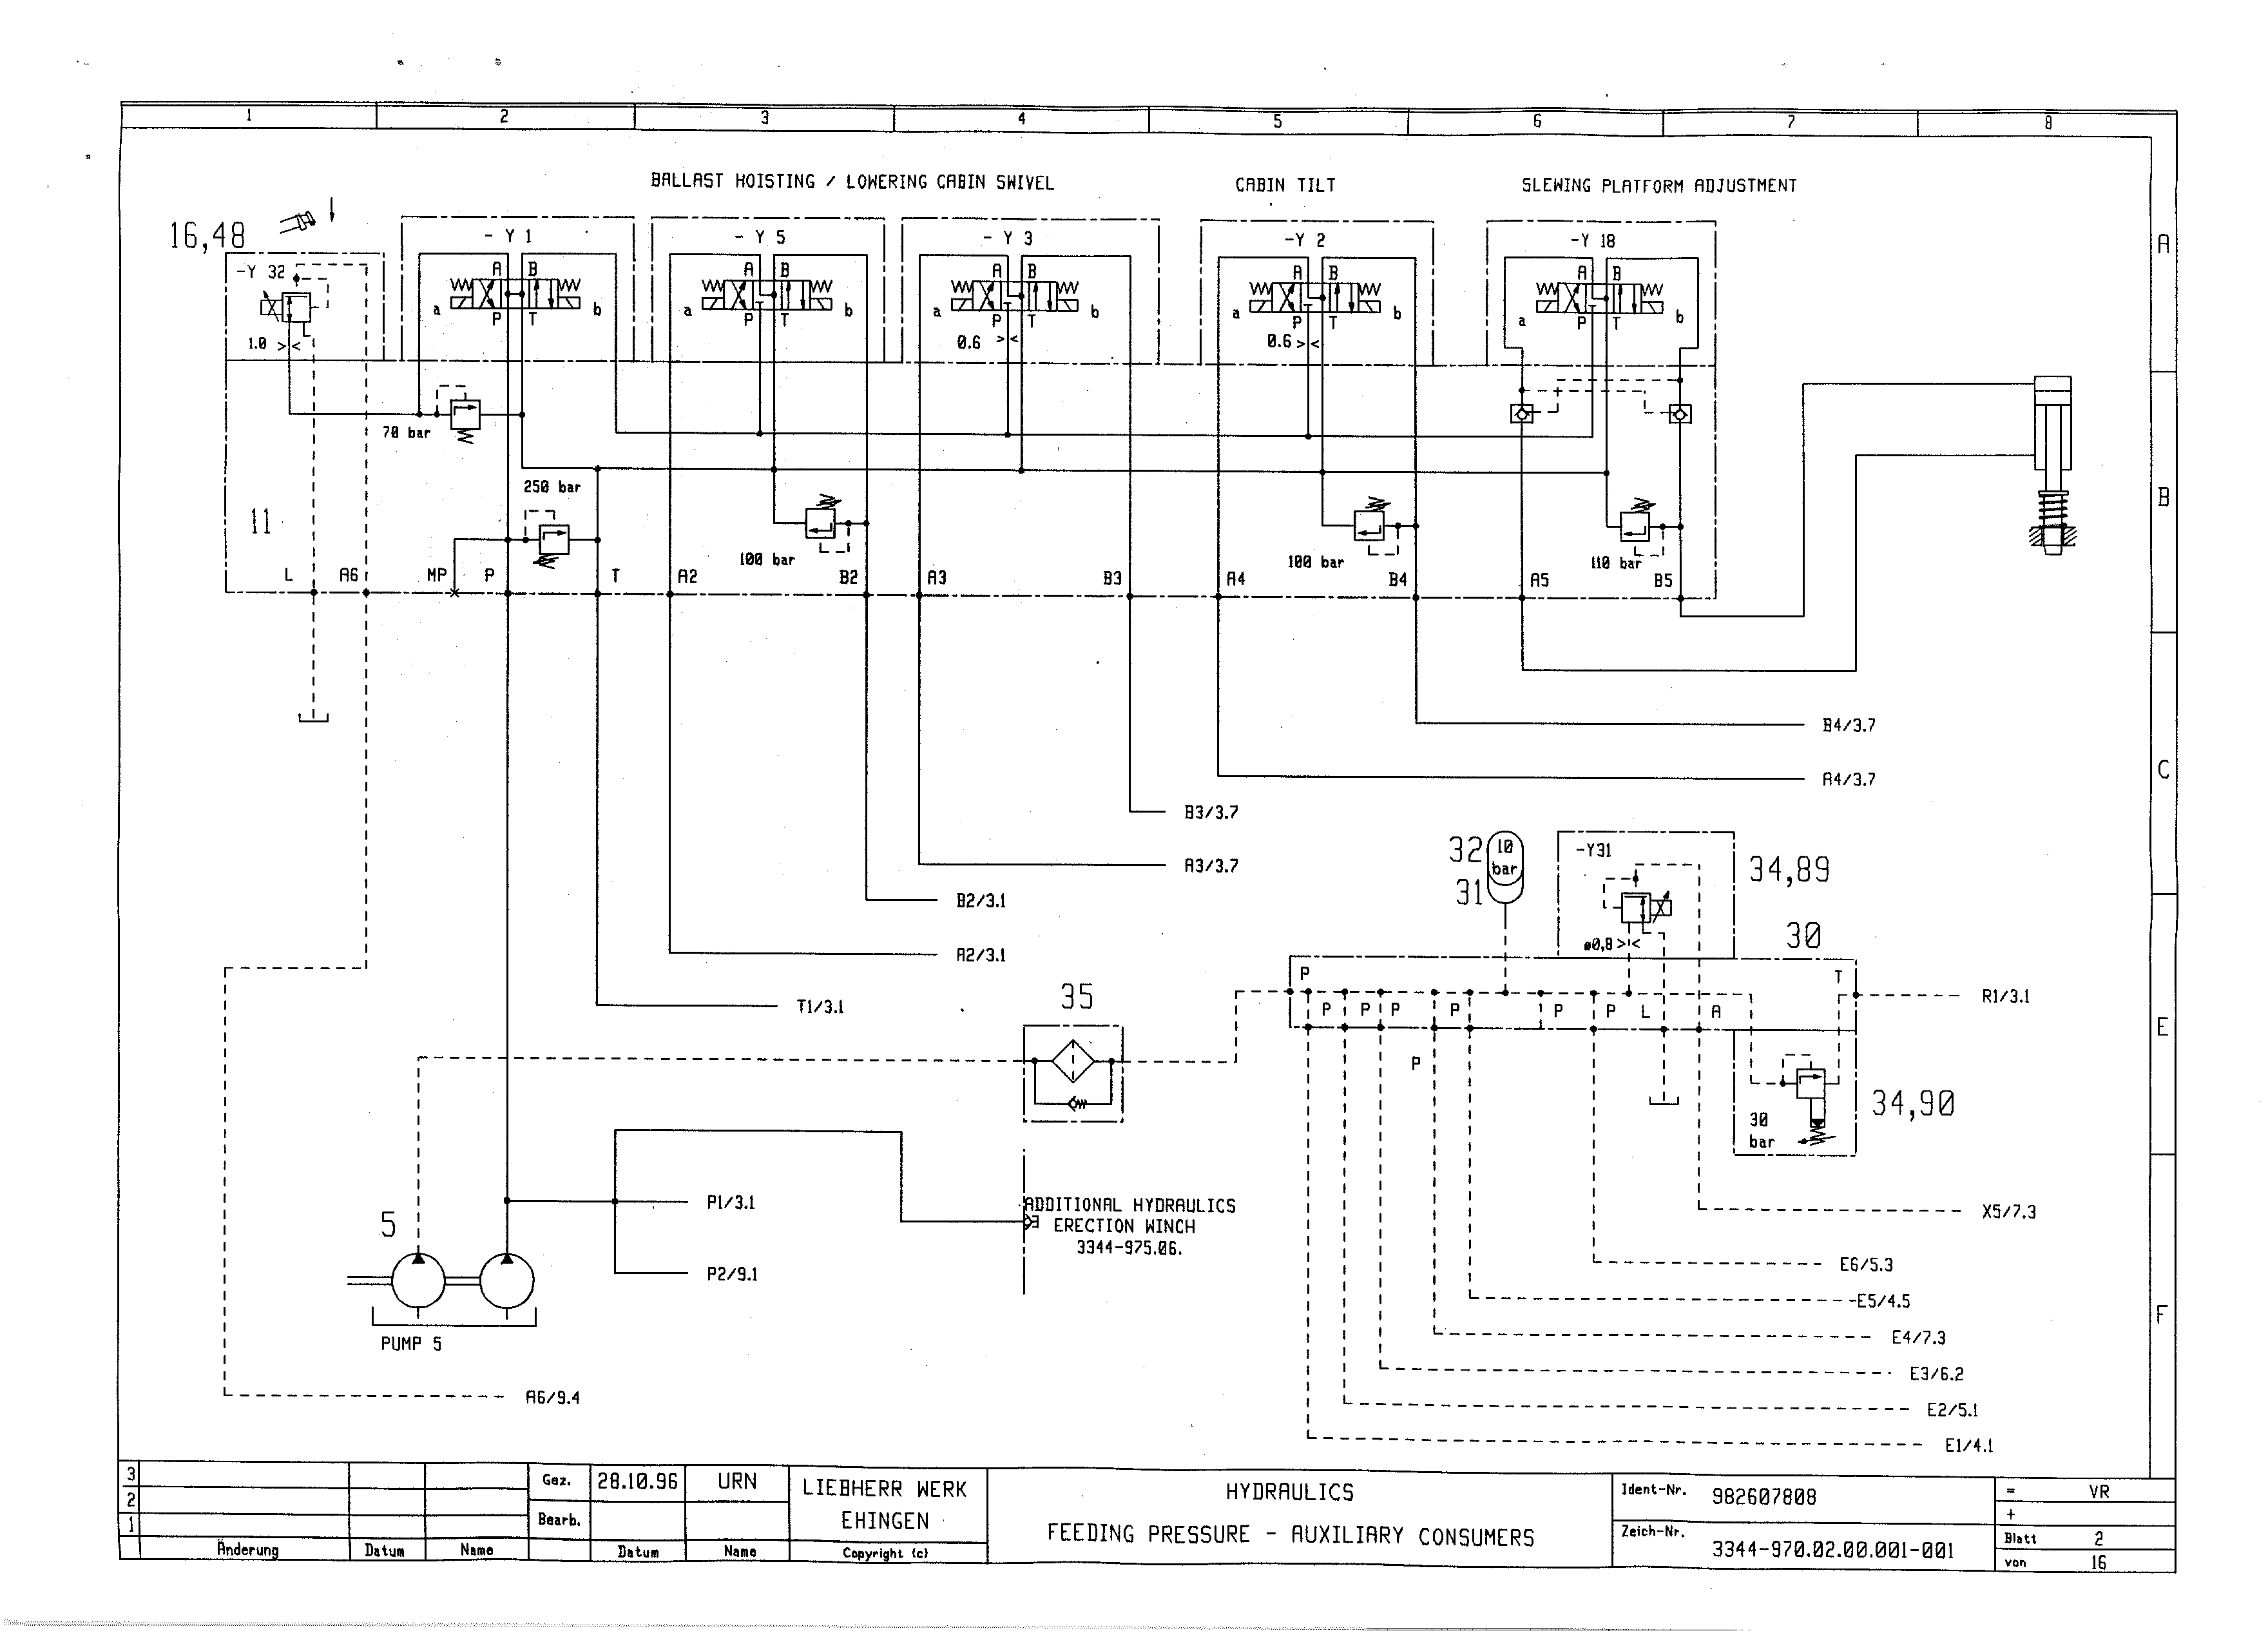 1 2 3 4 5 6 7 8
BALLAST HOISTING / LOWERING CABIN SWIVEL
CABIN TILT
SLEWING PLATFORM ADJUSTMENT
A
B
C
E
F
16,48
-Y 32
1.0
- Y 1
A B
a b
P T
- Y 5
A B
a b
P T
- Y 3
A B
a b
P T
0.6
-Y 2
A B
a b
P T
0.6
-Y 18
A B
a b
P T
70 bar
250 bar
11
100 bar
100 bar
110 bar
L A6 MP P T A2 B2 A3 B3 A4 B4 A5 B5
B4/3.7
A4/3.7
B3/3.7
A3/3.7
B2/3.1
A2/3.1
T1/3.1
32
31
10
bar
-Y31
34,89
ø0,8
30
P T
P P P P P P L A
P
R1/3.1
35
30
bar
34,90
P1/3.1
P2/9.1
ADDITIONAL HYDRAULICS
ERECTION WINCH
3344-975.06.
5
PUMP 5
A6/9.4
X5/7.3
E6/5.3
E5/4.5
E4/7.3
E3/6.2
E2/5.1
E1/4.1
3
2
1
Änderung
Datum
Name
Gez.
28.10.96
URN
Bearb.
Datum
Name
LIEBHERR WERK
EHINGEN
Copyright (c)
HYDRAULICS
FEEDING PRESSURE - AUXILIARY CONSUMERS
Ident-Nr. 982607808
Zeich-Nr. 3344-970.02.00.001-001
= VR
+
Blatt 2
von 16